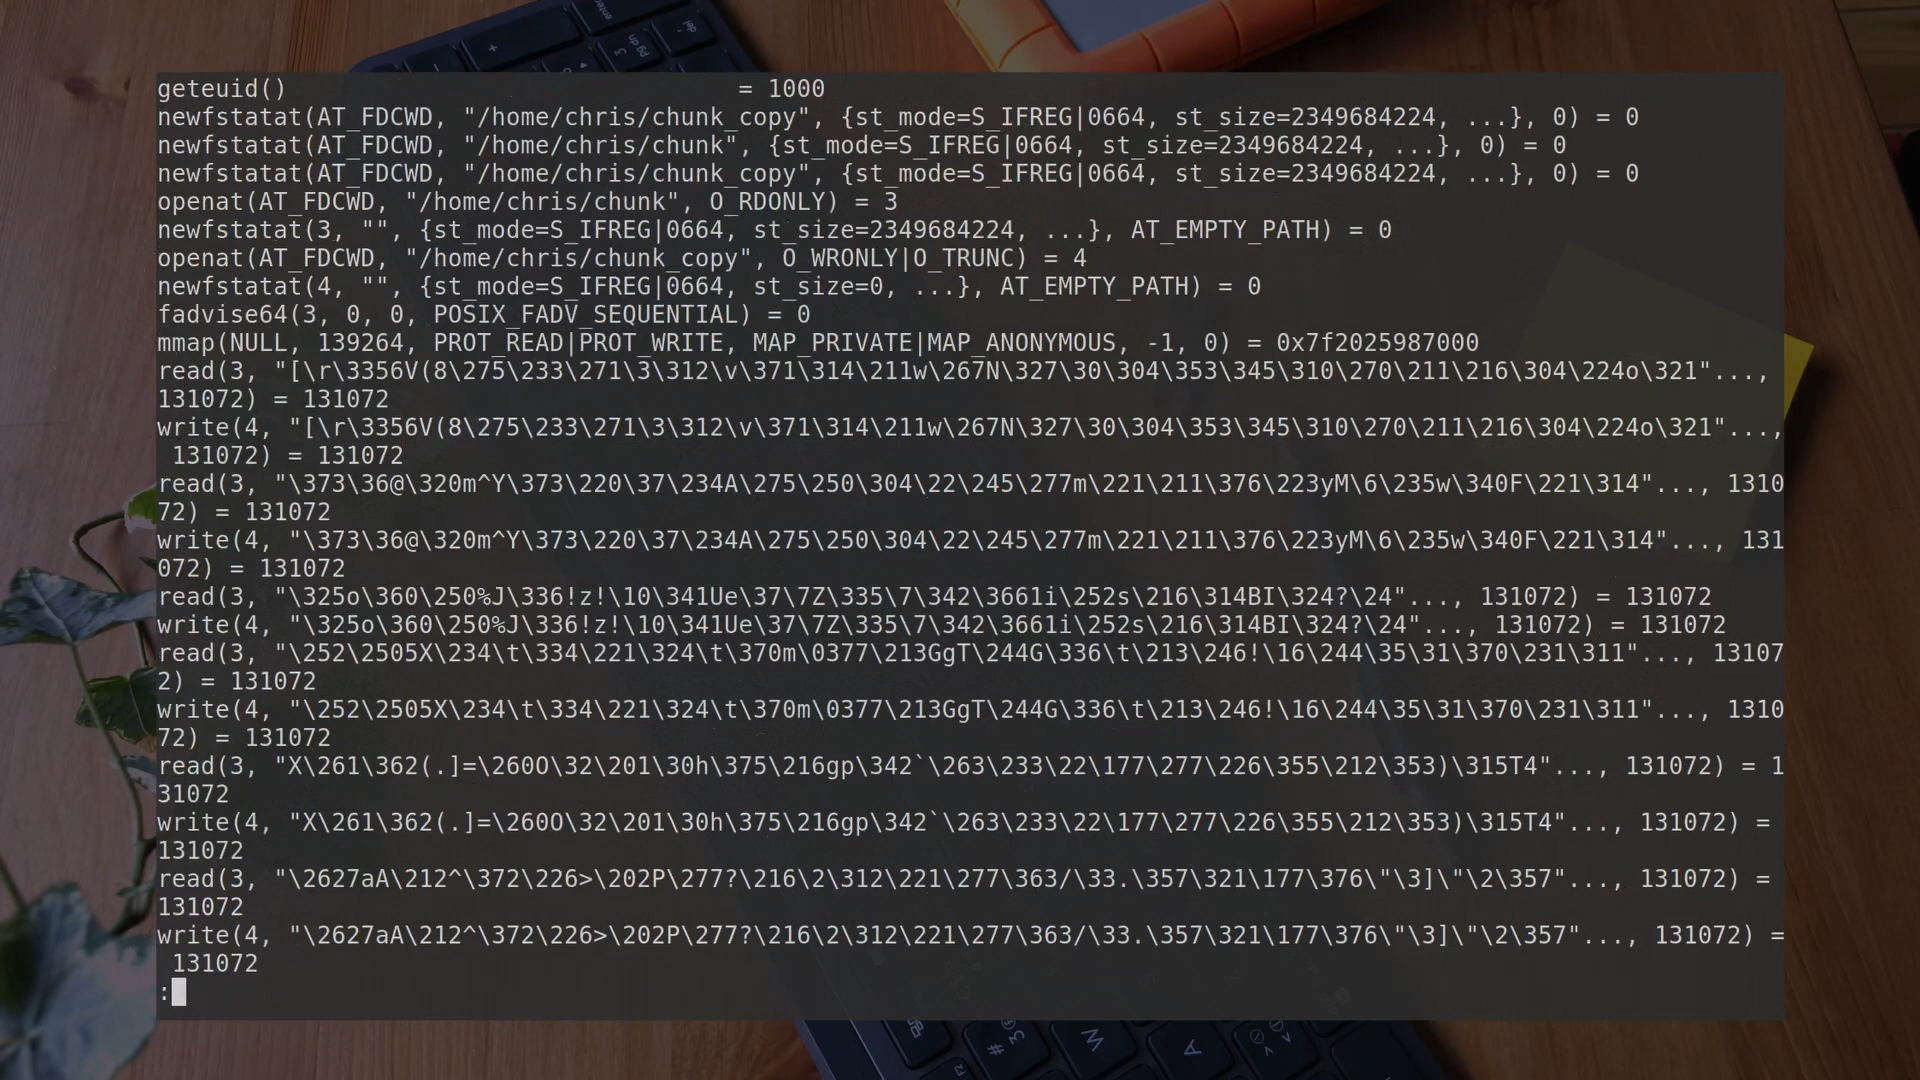 geteuid()                               = 1000
newfstatat(AT_FDCWD, "/home/chris/chunk_copy", {st_mode=S_IFREG|0664, st_size=2349684224, ...}, 0) = 0
newfstatat(AT_FDCWD, "/home/chris/chunk", {st_mode=S_IFREG|0664, st_size=2349684224, ...}, 0) = 0
newfstatat(AT_FDCWD, "/home/chris/chunk_copy", {st_mode=S_IFREG|0664, st_size=2349684224, ...}, 0) = 0
openat(AT_FDCWD, "/home/chris/chunk", O_RDONLY) = 3
newfstatat(3, "", {st_mode=S_IFREG|0664, st_size=2349684224, ...}, AT_EMPTY_PATH) = 0
openat(AT_FDCWD, "/home/chris/chunk_copy", O_WRONLY|O_TRUNC) = 4
newfstatat(4, "", {st_mode=S_IFREG|0664, st_size=0, ...}, AT_EMPTY_PATH) = 0
fadvise64(3, 0, 0, POSIX_FADV_SEQUENTIAL) = 0
mmap(NULL, 139264, PROT_READ|PROT_WRITE, MAP_PRIVATE|MAP_ANONYMOUS, -1, 0) = 0x7f2025987000
read(3, "[\r\3356V(8\275\233\271\3\312\v\371\314\211w\267N\327\30\304\353\345\310\270\211\216\304\224o\321"..., 
131072) = 131072
write(4, "[\r\3356V(8\275\233\271\3\312\v\371\314\211w\267N\327\30\304\353\345\310\270\211\216\304\224o\321"...,
 131072) = 131072
read(3, "\373\36@\320m^Y\373\220\37\234A\275\250\304\22\245\277m\221\211\376\223yM\6\235w\340F\221\314"..., 1310
72) = 131072
write(4, "\373\36@\320m^Y\373\220\37\234A\275\250\304\22\245\277m\221\211\376\223yM\6\235w\340F\221\314"..., 131
072) = 131072
read(3, "\325o\360\250%J\336!z!\10\341Ue\37\7Z\335\7\342\3661i\252s\216\314BI\324?\24"..., 131072) = 131072
write(4, "\325o\360\250%J\336!z!\10\341Ue\37\7Z\335\7\342\3661i\252s\216\314BI\324?\24"..., 131072) = 131072
read(3, "\252\2505X\234\t\334\221\324\t\370m\0377\213GgT\244G\336\t\213\246!\16\244\35\31\370\231\311"..., 13107
2) = 131072
write(4, "\252\2505X\234\t\334\221\324\t\370m\0377\213GgT\244G\336\t\213\246!\16\244\35\31\370\231\311"..., 1310
72) = 131072
read(3, "X\261\362(.]=\260O\32\201\30h\375\216gp\342`\263\233\22\177\277\226\355\212\353)\315T4"..., 131072) = 1
31072
write(4, "X\261\362(.]=\260O\32\201\30h\375\216gp\342`\263\233\22\177\277\226\355\212\353)\315T4"..., 131072) = 
131072
read(3, "\2627aA\212^\372\226>\202P\277?\216\2\312\221\277\363/\33.\357\321\177\376\"\3]\"\2\357"..., 131072) = 
131072
write(4, "\2627aA\212^\372\226>\202P\277?\216\2\312\221\277\363/\33.\357\321\177\376\"\3]\"\2\357"..., 131072) =
 131072
: